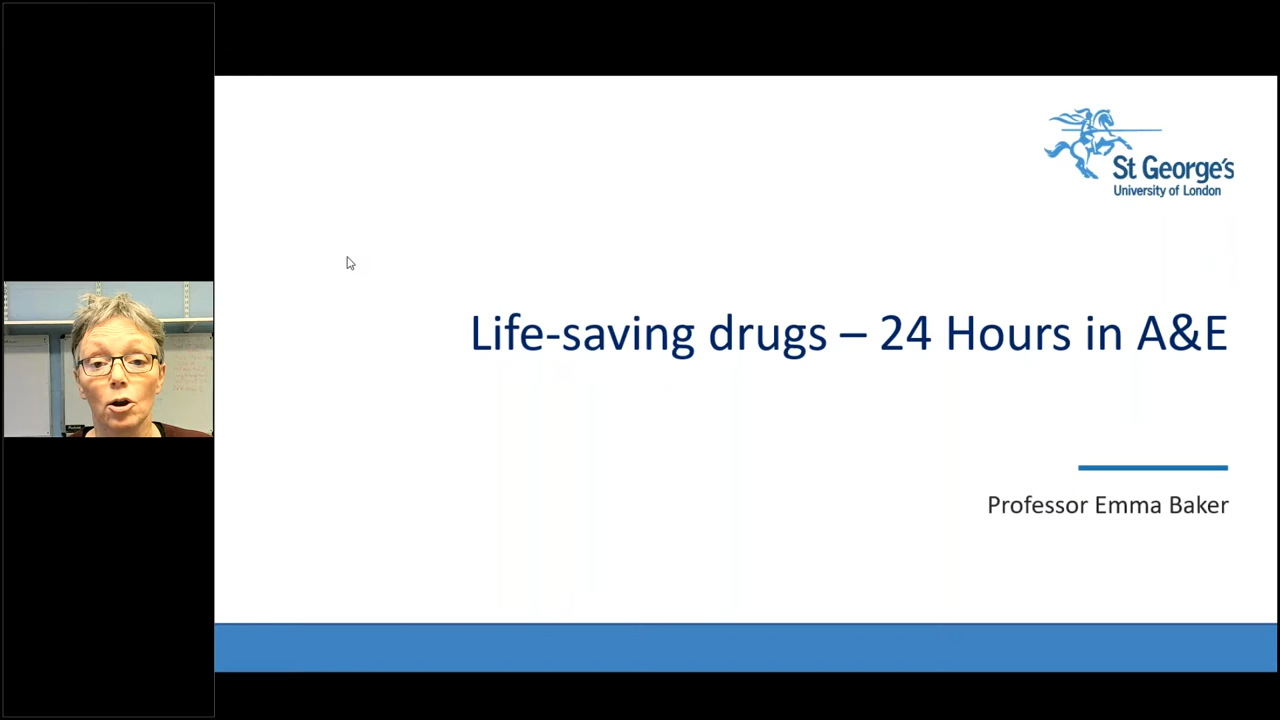 St George's
University of London
Life-saving drugs – 24 Hours in A&E
Professor Emma Baker